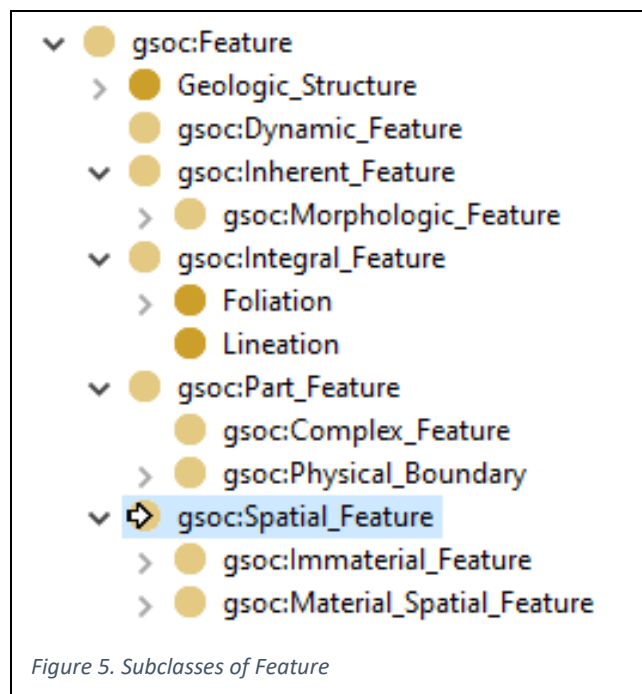 gsoc:Feature
Geologic_Structure
gsoc:Dynamic_Feature
gsoc:Inherent_Feature
gsoc:Morphologic_Feature
gsoc:Integral_Feature
Foliation
Lineation
gsoc:Part_Feature
gsoc:Complex_Feature
gsoc:Physical_Boundary
gsoc:Spatial_Feature
gsoc:Immaterial_Feature
gsoc:Material_Spatial_Feature
Figure 5. Subclasses of Feature